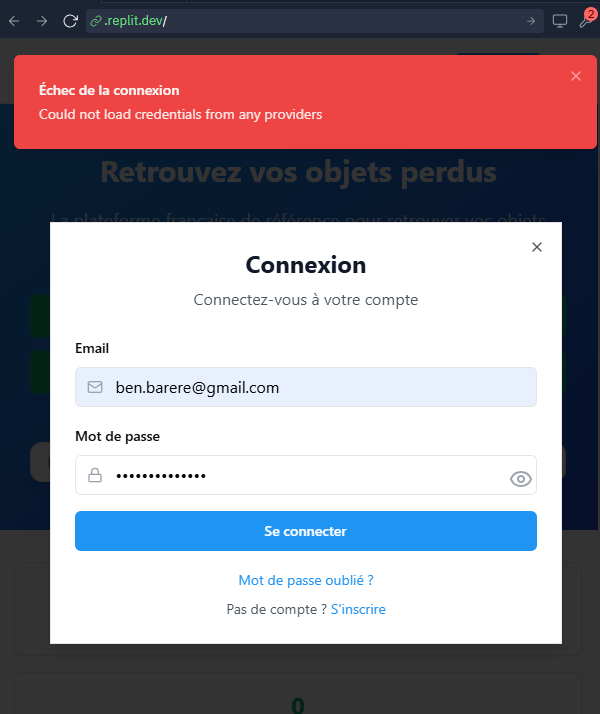 .replit.dev/
2
Échec de la connexion
Could not load credentials from any providers
Retrouvez vos objets perdus
La plateforme française de référence pour retrouver vos objets
Connexion
Connectez-vous à votre compte
Email
ben.barere@gmail.com
Mot de passe
••••••••••••••
Se connecter
Mot de passe oublié ?
Pas de compte ? S'inscrire
0